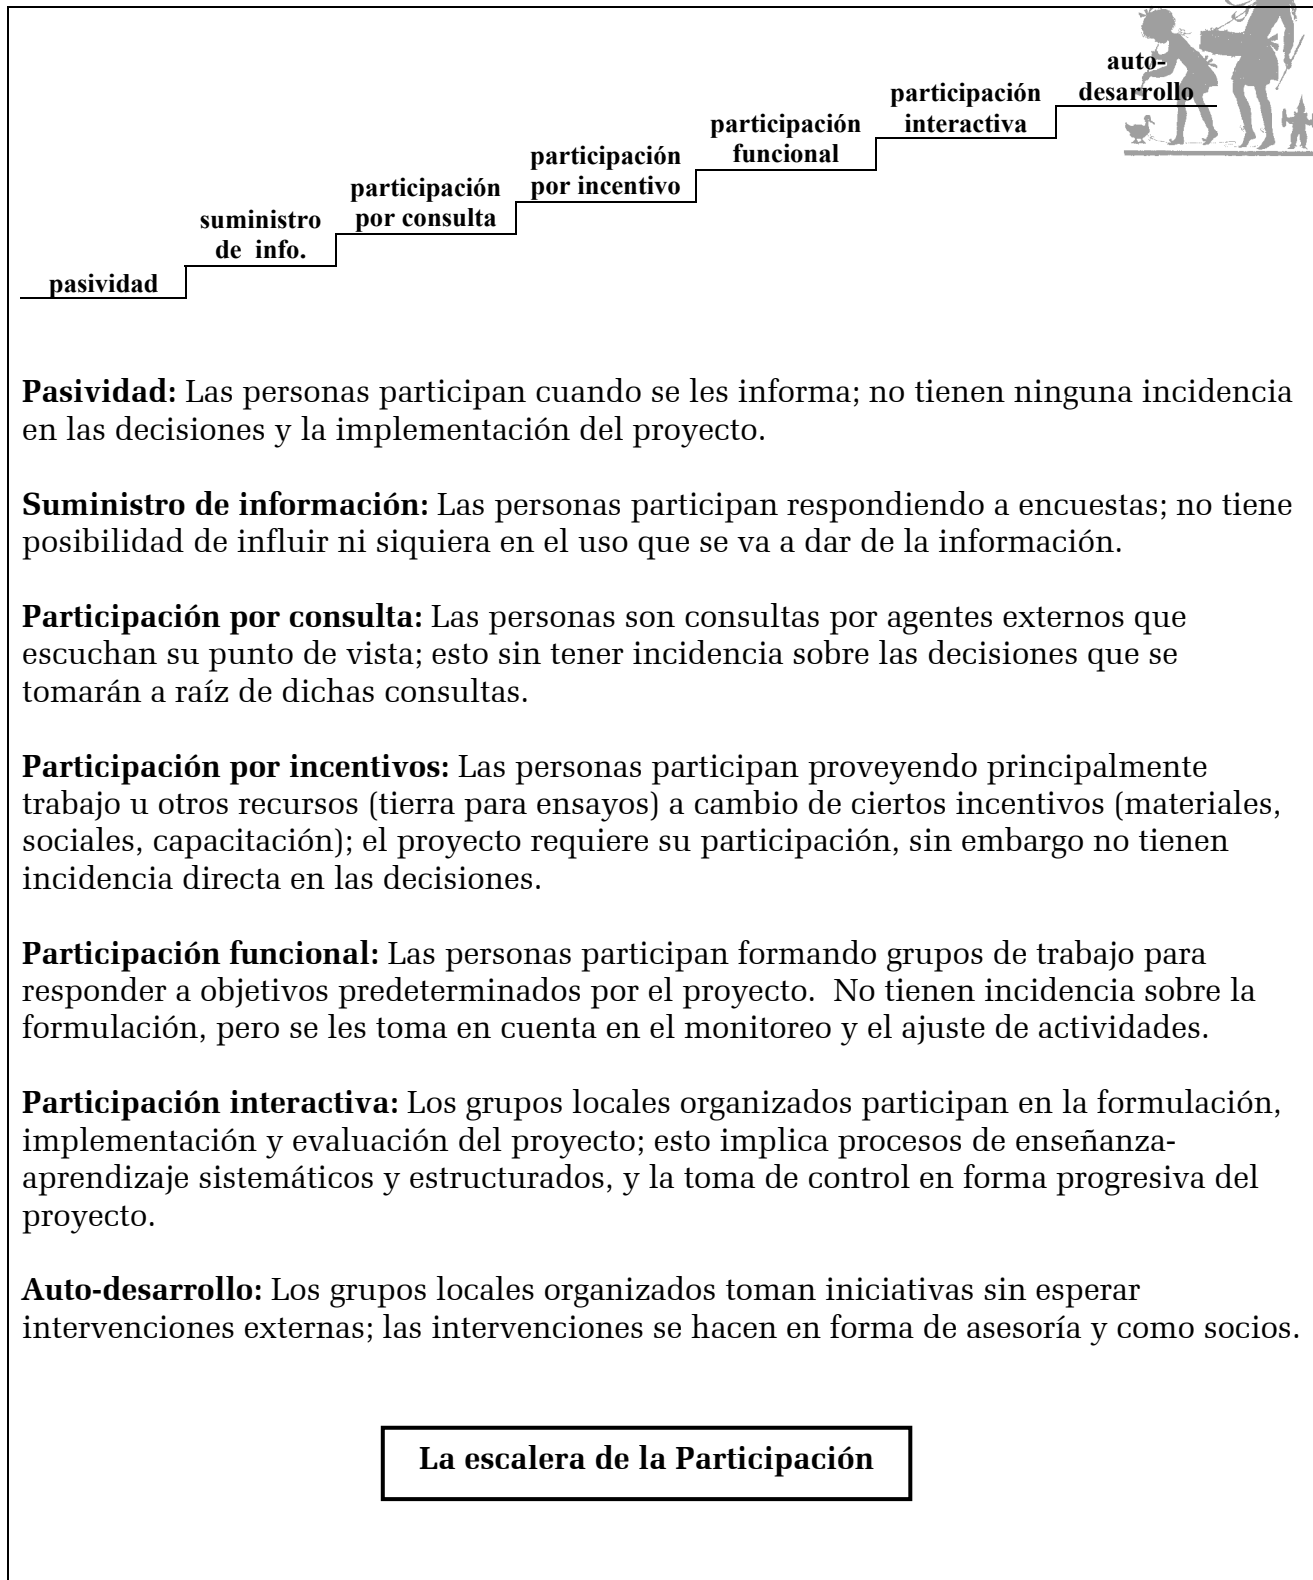 auto-
desarrollo
participación
interactiva
participación
funcional
participación
por incentivo
participación
por consulta
suministro
de info.
pasividad
Pasividad: Las personas participan cuando se les informa; no tienen ninguna incidencia
en las decisiones y la implementación del proyecto.
Suministro de información: Las personas participan respondiendo a encuestas; no tiene
posibilidad de influir ni siquiera en el uso que se va a dar de la información.
Participación por consulta: Las personas son consultas por agentes externos que
escuchan su punto de vista; esto sin tener incidencia sobre las decisiones que se
tomarán a raíz de dichas consultas.
Participación por incentivos: Las personas participan proveyendo principalmente
trabajo u otros recursos (tierra para ensayos) a cambio de ciertos incentivos (materiales,
sociales, capacitación); el proyecto requiere su participación, sin embargo no tienen
incidencia directa en las decisiones.
Participación funcional: Las personas participan formando grupos de trabajo para
responder a objetivos predeterminados por el proyecto.  No tienen incidencia sobre la
formulación, pero se les toma en cuenta en el monitoreo y el ajuste de actividades.
Participación interactiva: Los grupos locales organizados participan en la formulación,
implementación y evaluación del proyecto; esto implica procesos de enseñanza-
aprendizaje sistemáticos y estructurados, y la toma de control en forma progresiva del
proyecto.
Auto-desarrollo: Los grupos locales organizados toman iniciativas sin esperar
intervenciones externas; las intervenciones se hacen en forma de asesoría y como socios.
La escalera de la Participación